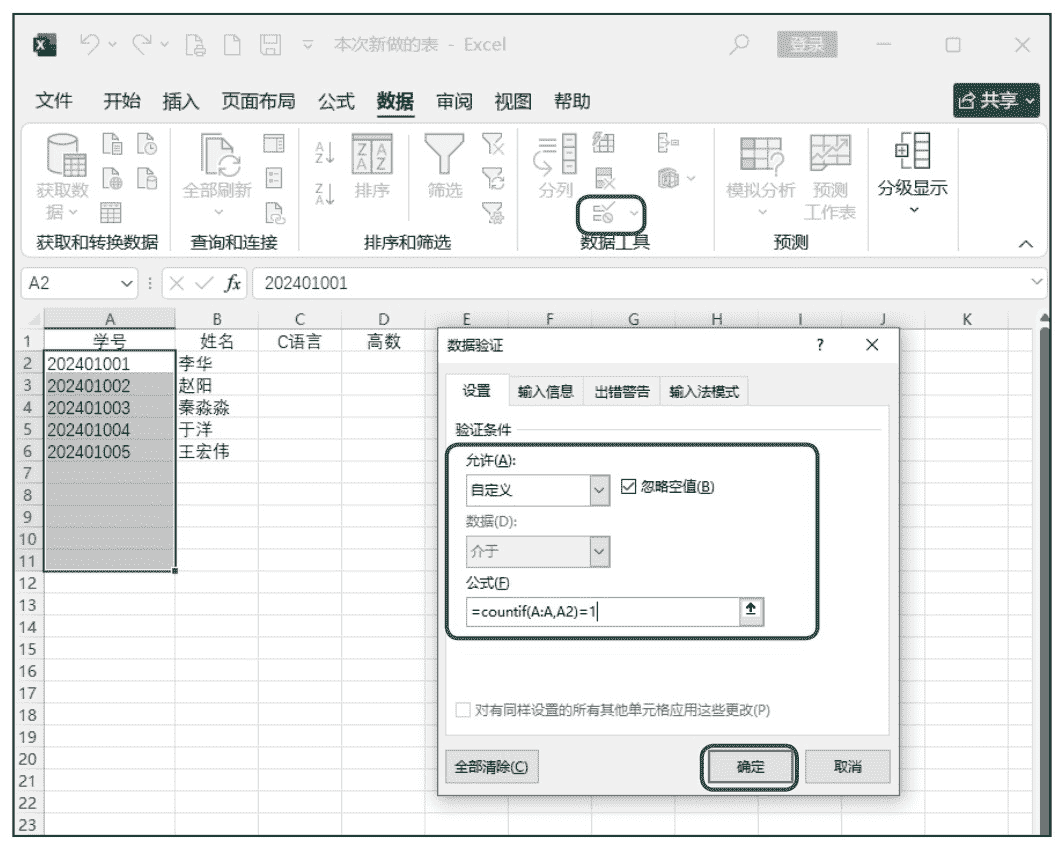 本次新做的表 - Excel
登录
文件 开始 插入 页面布局 公式 数据 审阅 视图 帮助
共享
获取数据
全部刷新
排序
筛选
分列
模拟分析
预测工作表
分级显示
获取和转换数据 查询和连接 排序和筛选 数据工具 预测
A2
fx
202401001
A B C D E F G H I J K
1 学号 姓名 C语言 高数
2 202401001 李华
3 202401002 赵阳
4 202401003 秦淼淼
5 202401004 于洋
6 202401005 王宏伟
7
8
9
10
11
12
13
14
15
16
17
18
19
20
21
22
23
数据验证 ?
设置 输入信息 出错警告 输入法模式
验证条件
允许(A):
自定义 忽略空值(B)
数据(D):
介于
公式(F)
=countif(A:A,A2)=1
对有同样设置的所有其他单元格应用这些更改(P)
全部清除(C) 确定 取消